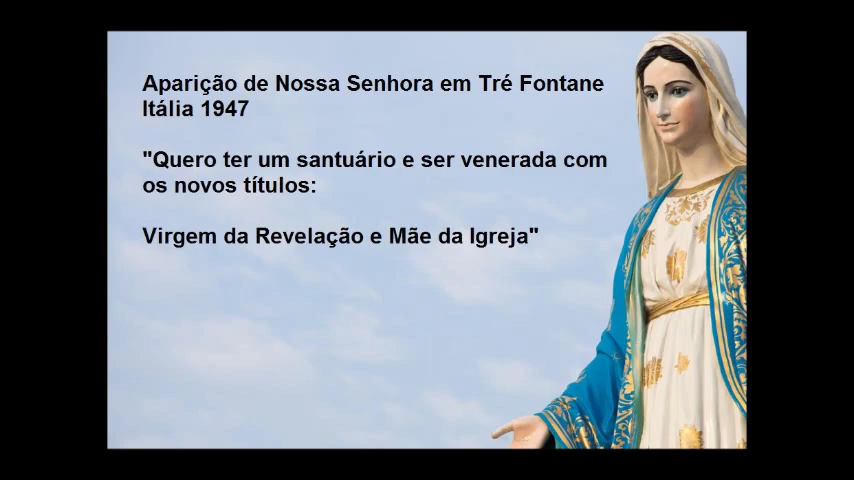 Aparição de Nossa Senhora em Tré Fontane
Itália 1947
"Quero ter um santuário e ser venerada com
os novos títulos:
Virgem da Revelação e Mãe da Igreja"